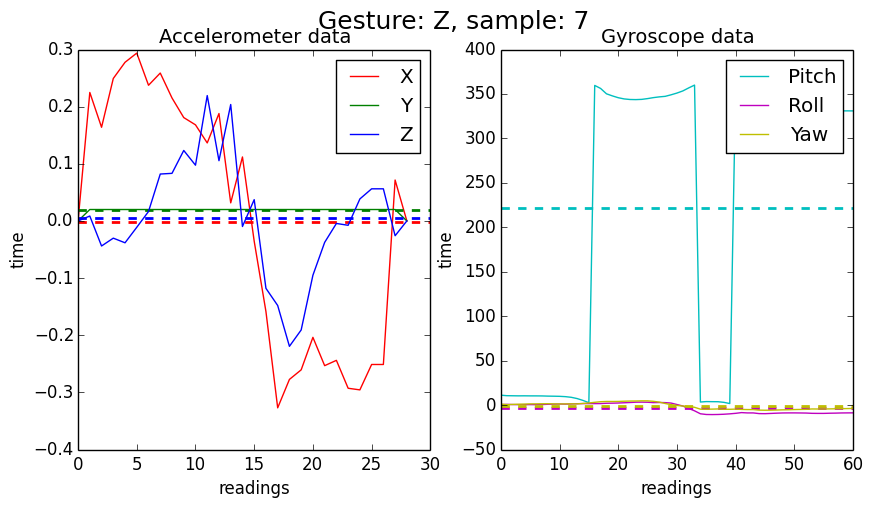 Gesture: Z, sample: 7
Accelerometer data
0.3
0.2
0.1
0.0
−0.1
−0.2
−0.3
−0.4
time
0
5
10
15
20
25
30
readings
X
Y
Z
Gyroscope data
400
350
300
250
200
150
100
50
0
−50
time
0
10
20
30
40
50
60
readings
Pitch
Roll
Yaw